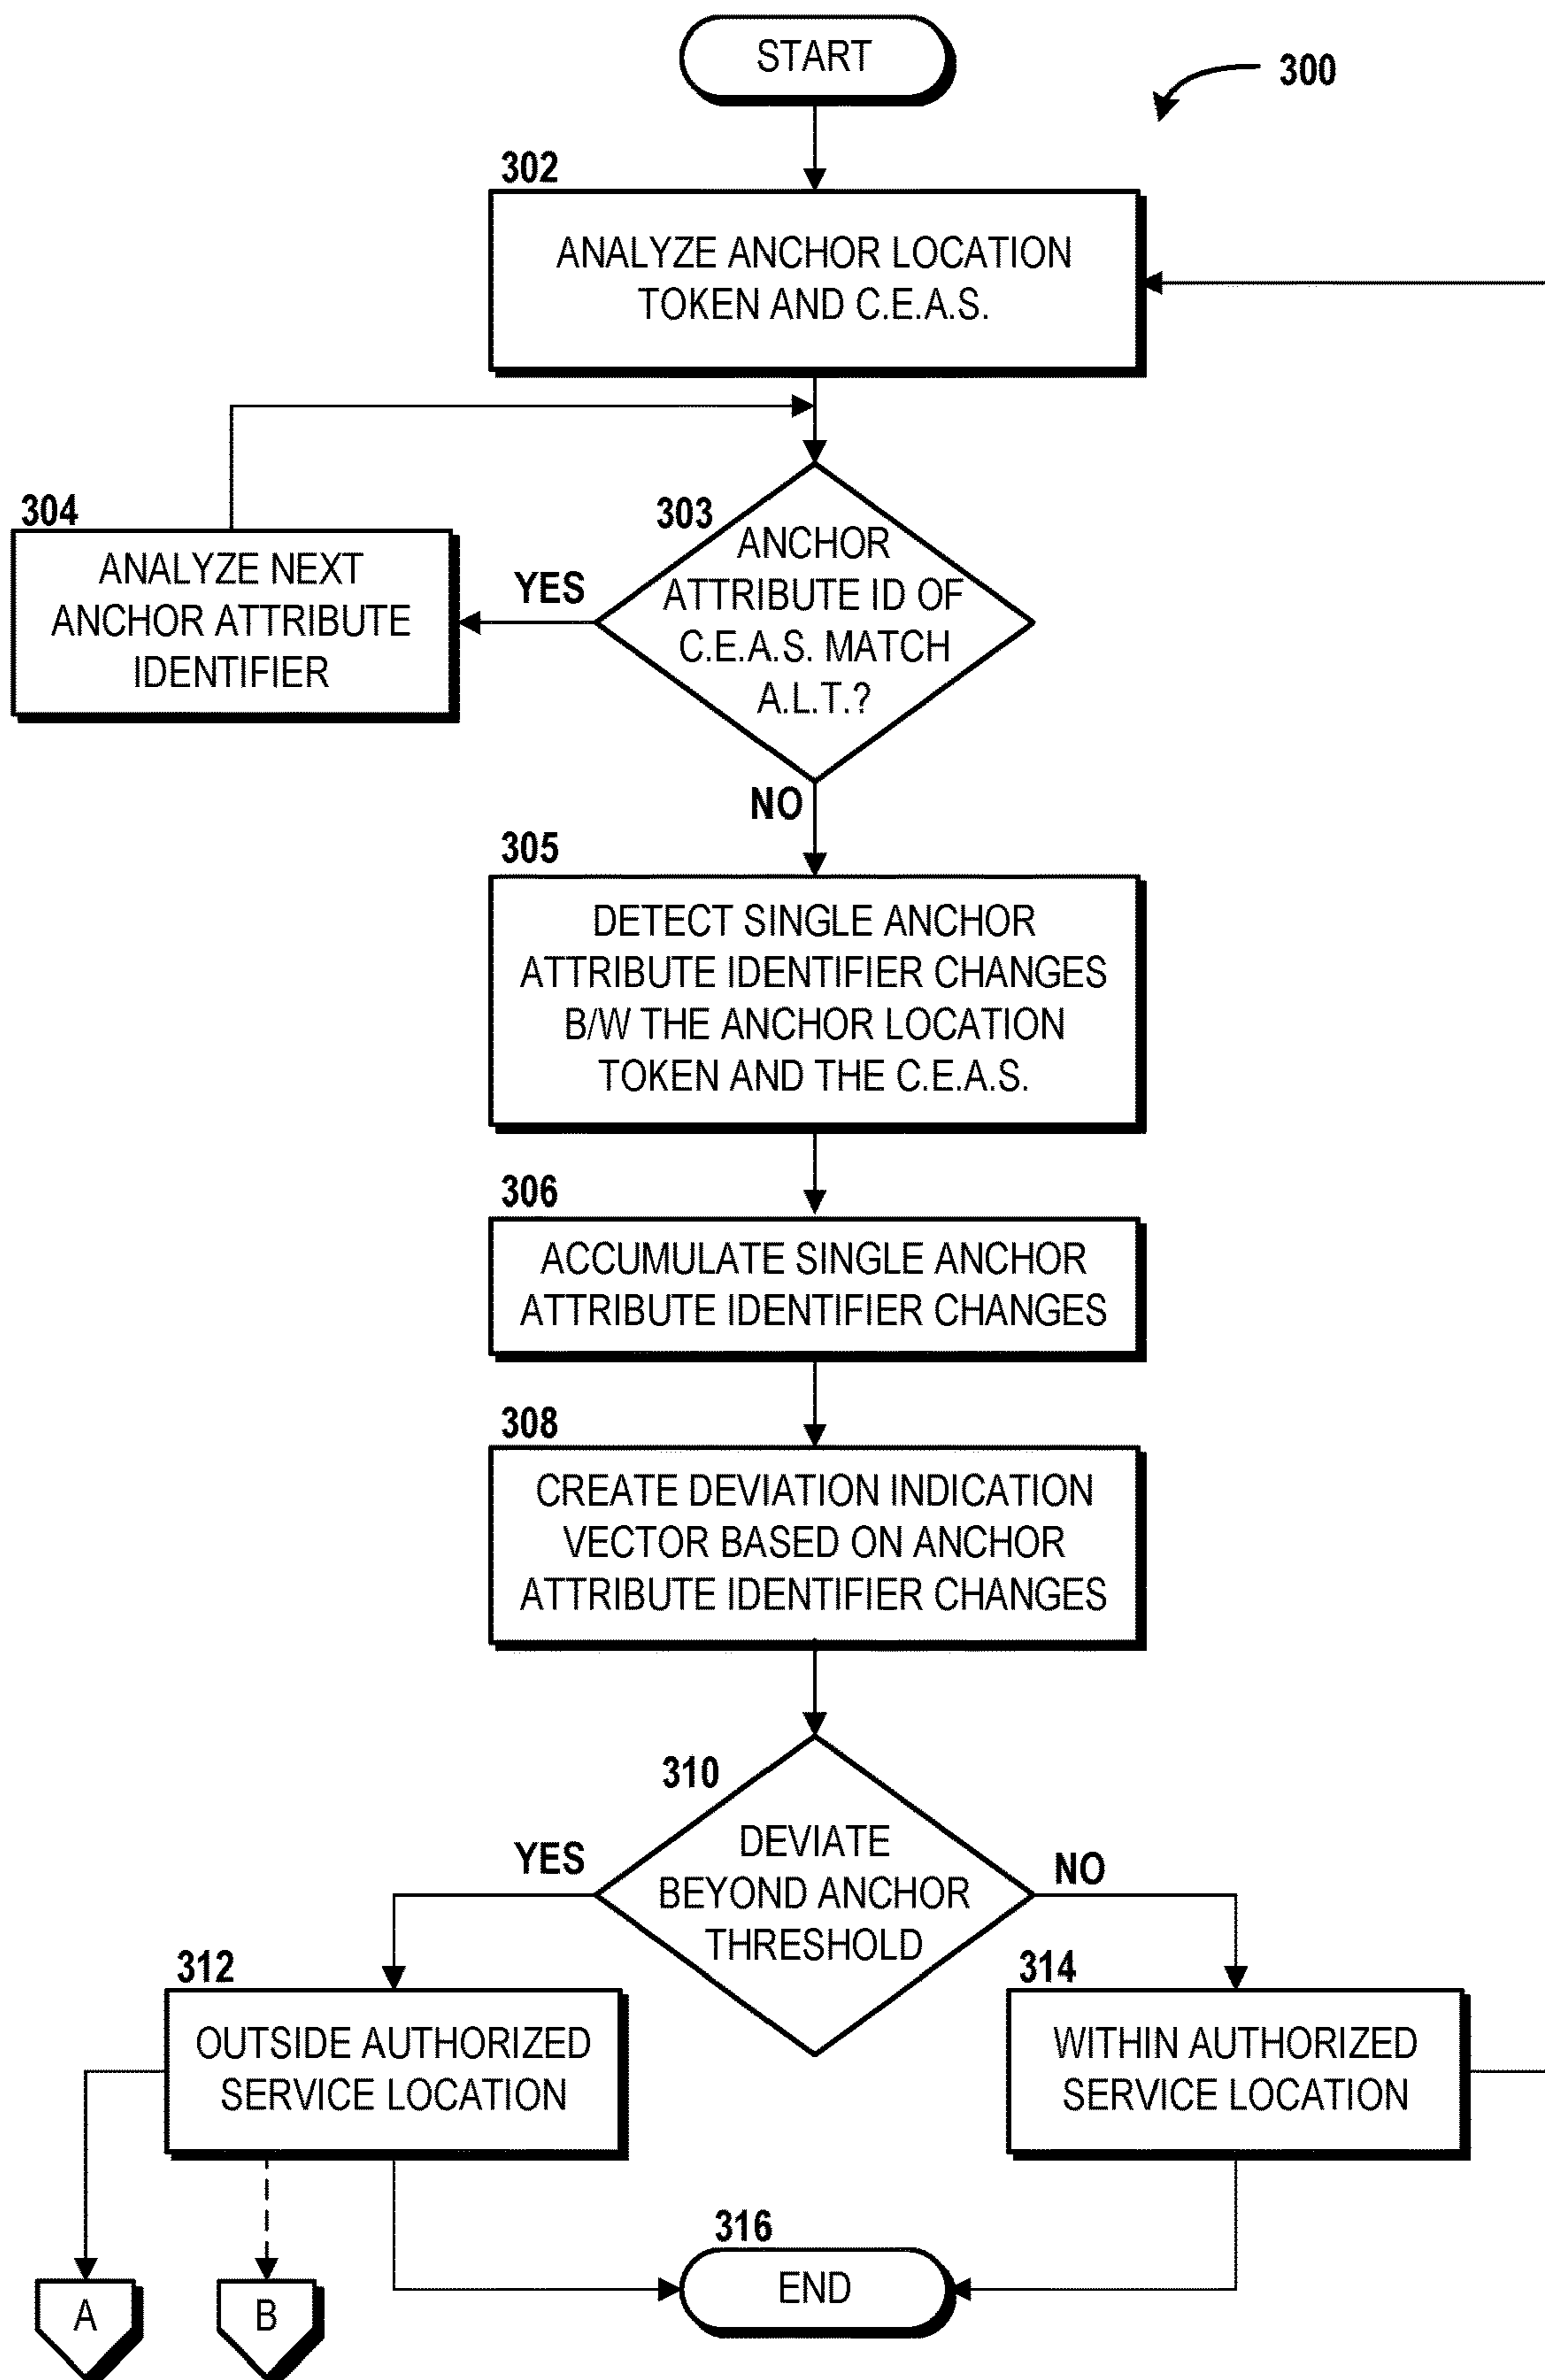 START
300
302
ANALYZE ANCHOR LOCATION
TOKEN AND C.E.A.S.
304
ANALYZE NEXT
ANCHOR ATTRIBUTE
IDENTIFIER
YES
303
ANCHOR
ATTRIBUTE ID OF
C.E.A.S. MATCH
A.L.T.?
NO
305
DETECT SINGLE ANCHOR
ATTRIBUTE IDENTIFIER CHANGES
B/W THE ANCHOR LOCATION
TOKEN AND THE C.E.A.S.
306
ACCUMULATE SINGLE ANCHOR
ATTRIBUTE IDENTIFIER CHANGES
308
CREATE DEVIATION INDICATION
VECTOR BASED ON ANCHOR
ATTRIBUTE IDENTIFIER CHANGES
310
DEVIATE
BEYOND ANCHOR
THRESHOLD
YES
NO
312
OUTSIDE AUTHORIZED
SERVICE LOCATION
314
WITHIN AUTHORIZED
SERVICE LOCATION
316
END
A
B